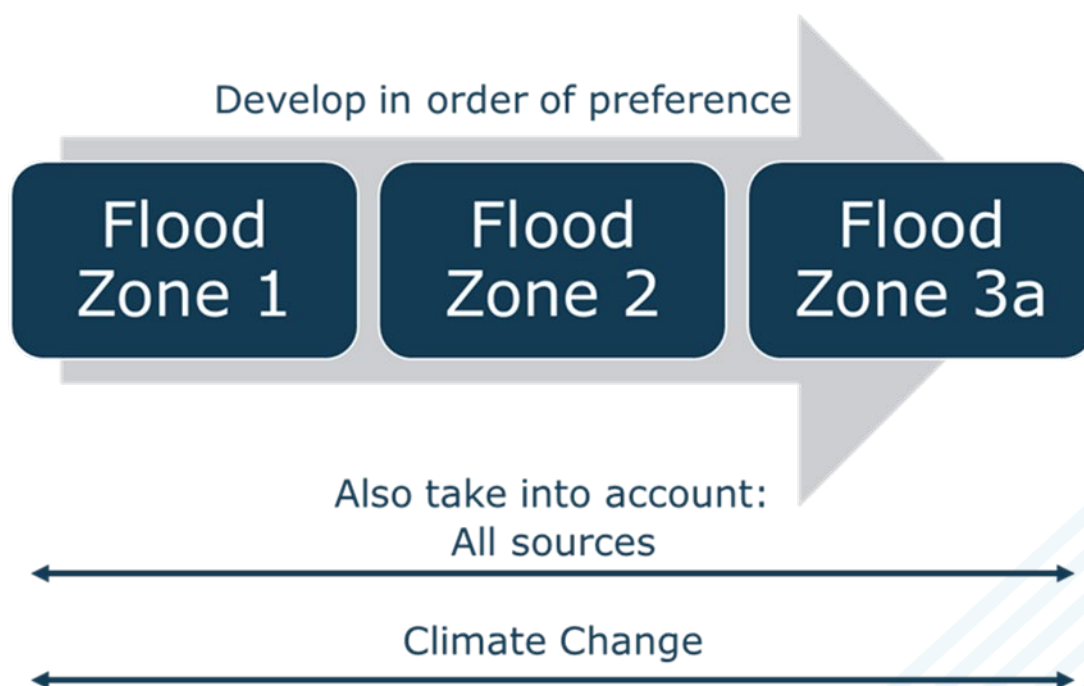 Develop in order of preference
Flood
Zone 1
Flood
Zone 2
Flood
Zone 3a
Also take into account:
All sources
Climate Change